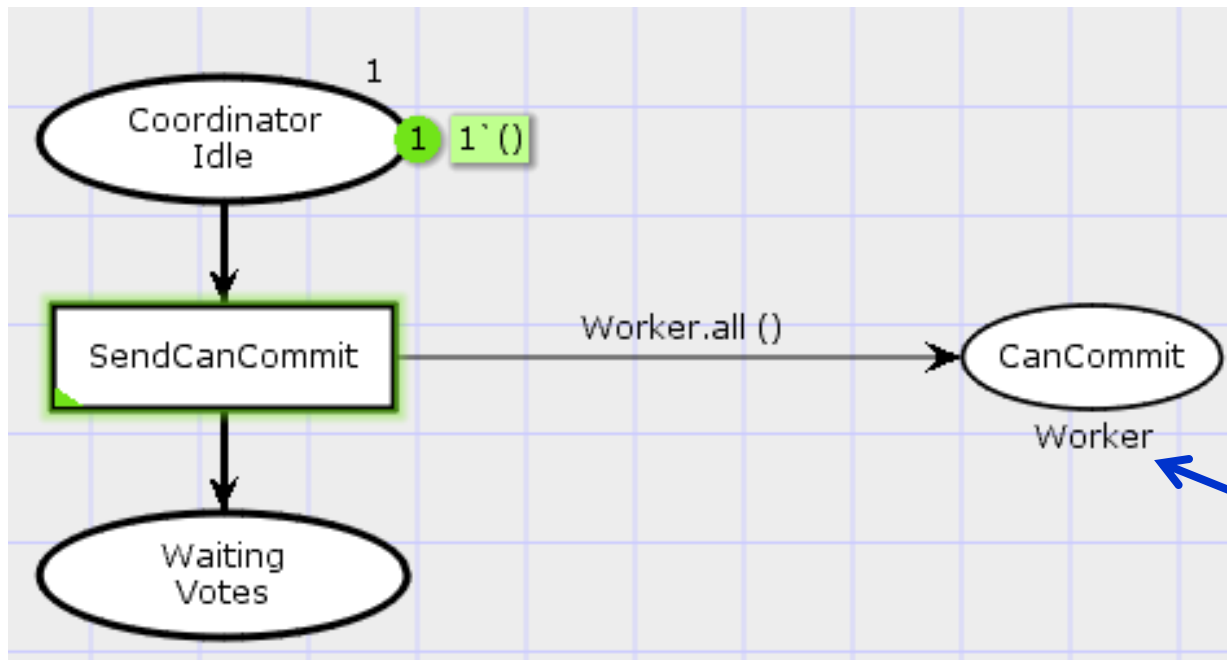 1
Coordinator
Idle
1 1`()
SendCanCommit
Worker.all ()
CanCommit
Worker
Waiting
Votes